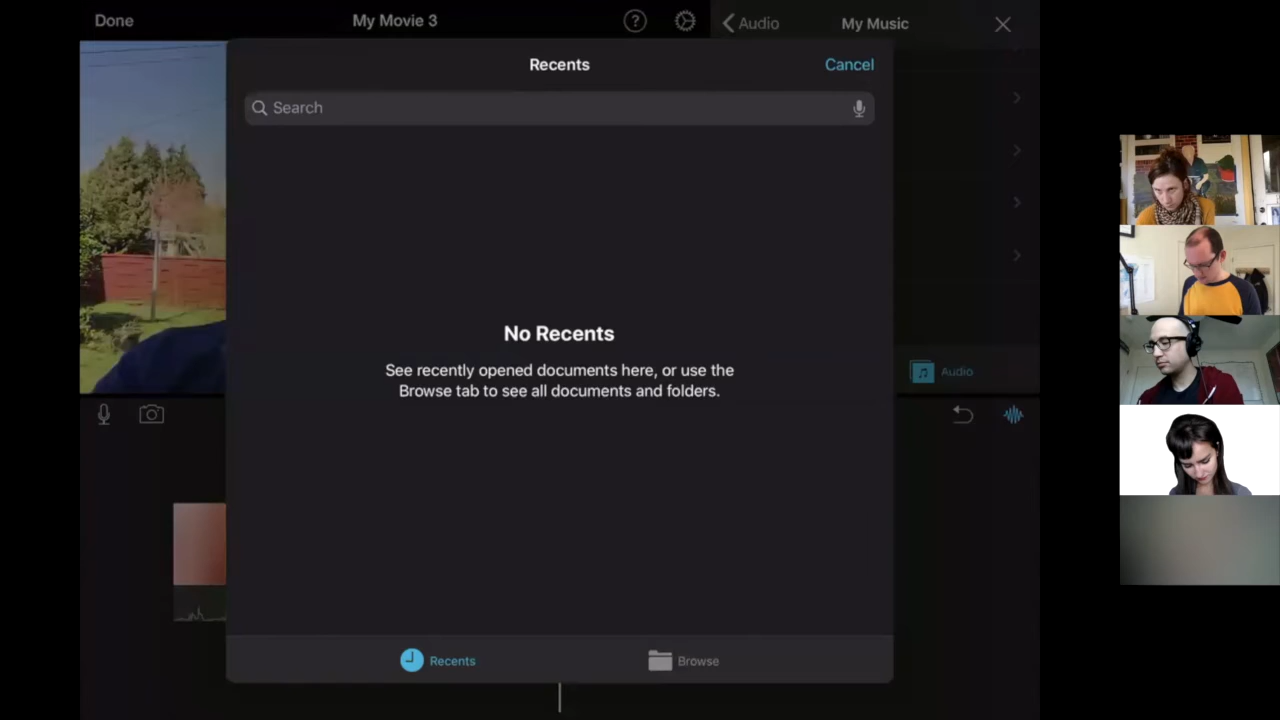 Done
My Movie 3
?
Audio
My Music
Recents
Cancel
Search
No Recents
See recently opened documents here, or use the
Browse tab to see all documents and folders.
Audio
Recents
Browse